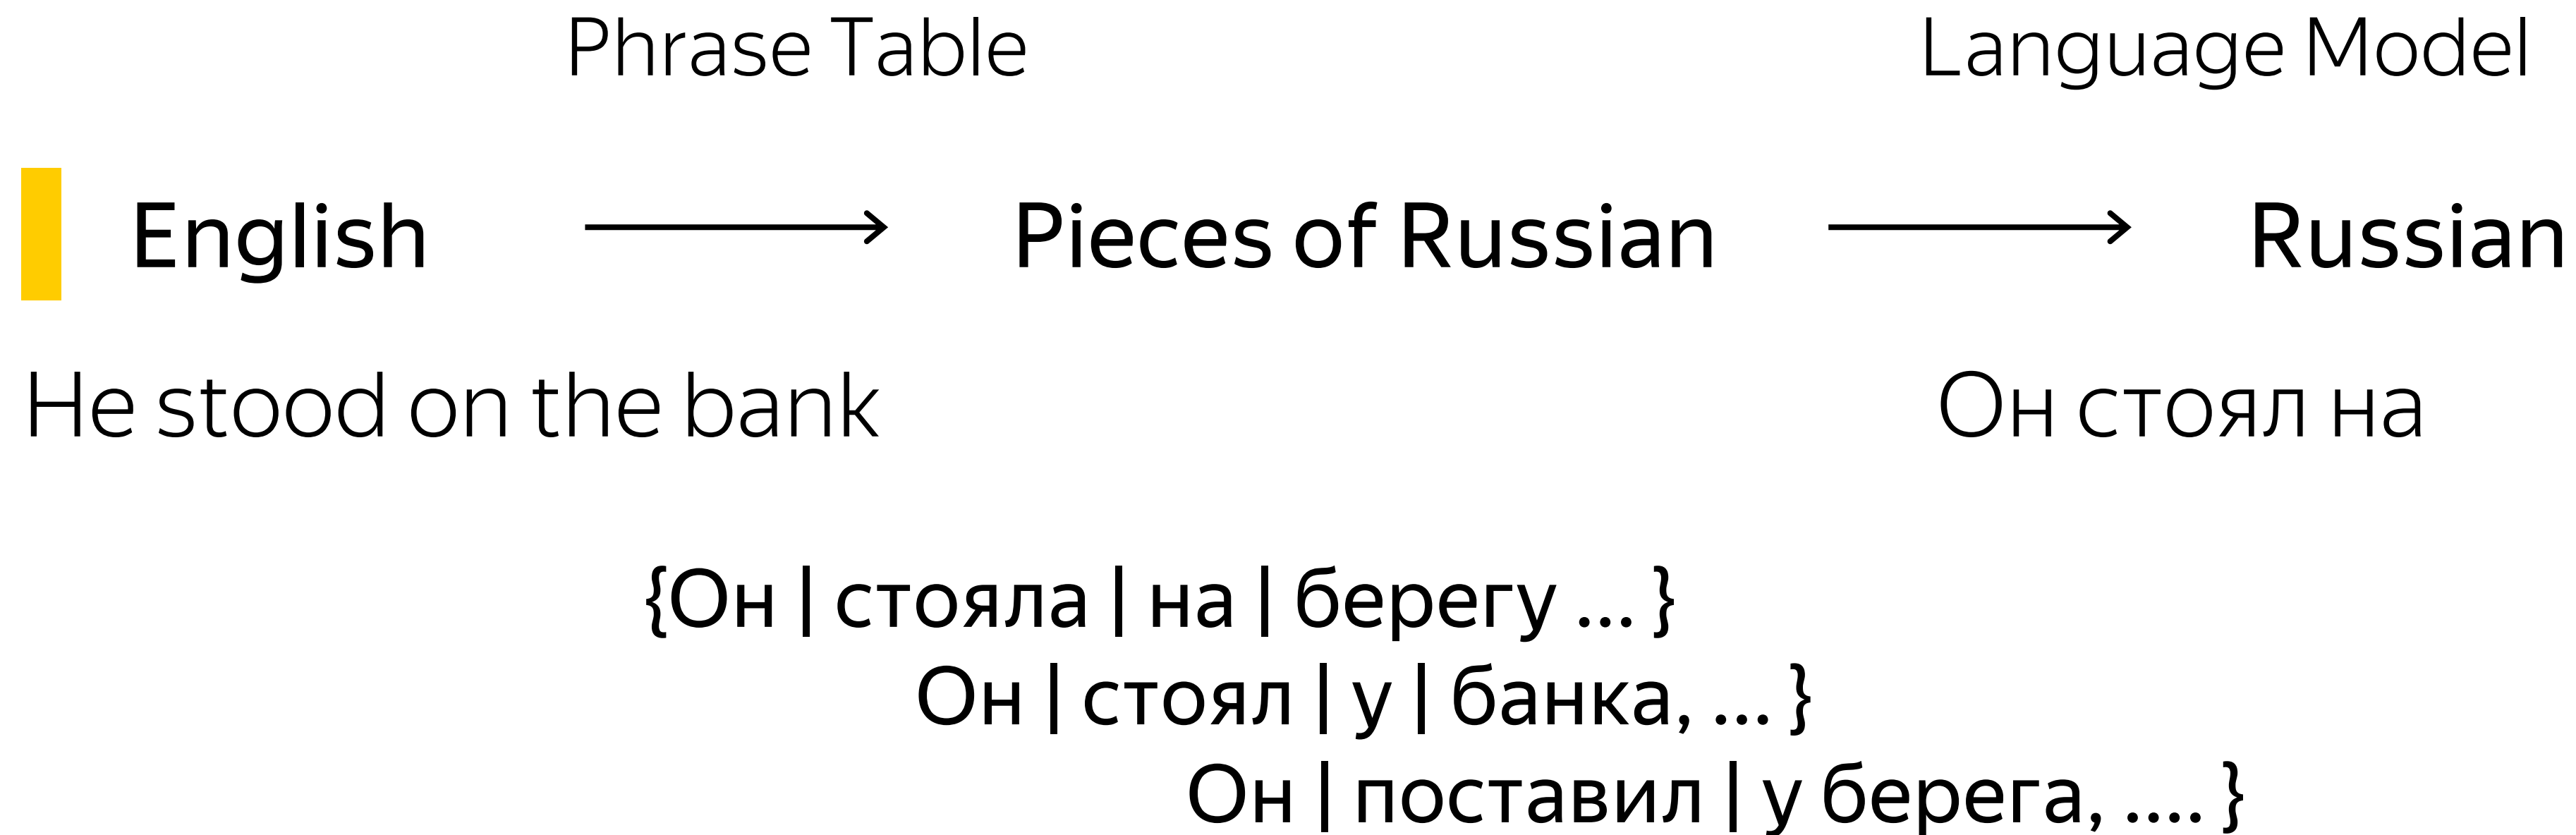 Phrase Table Language Model
English Pieces of Russian Russian
He stood on the bank Он стоял на
{Он | стояла | на | берегу ... }
Он | стоял | у | банка, ... }
Он | поставил | у берега, .... }